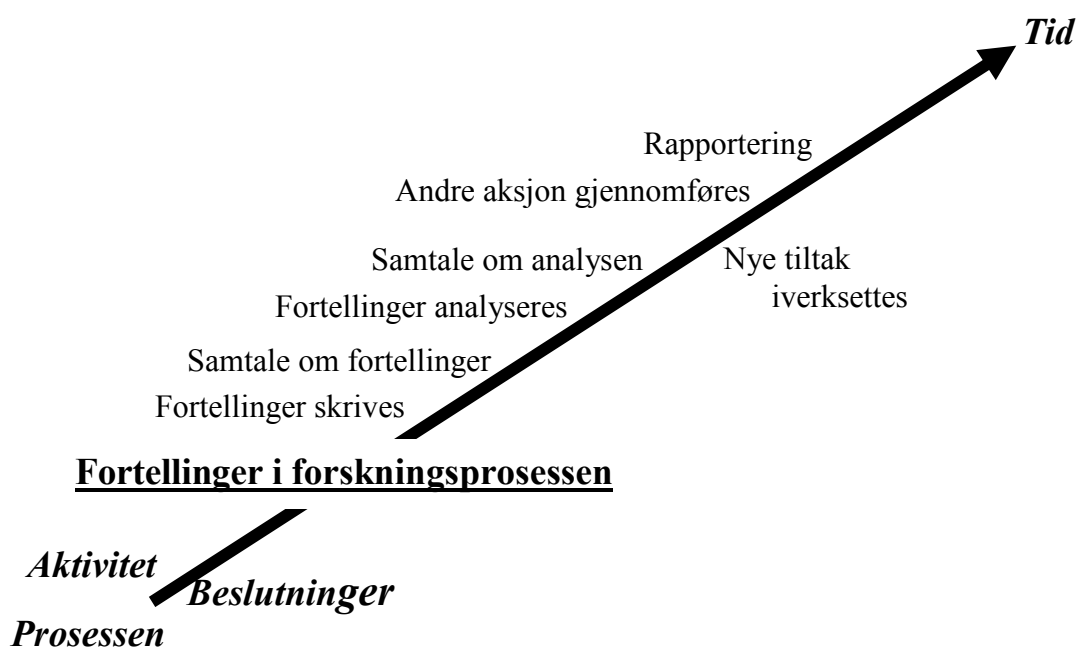 Tid
Rapportering
Andre aksjon gjennomføres
Samtale om analysen
Nye tiltak
iverksettes
Fortellinger analyseres
Samtale om fortellinger
Fortellinger skrives
Fortellinger i forskningsprosessen
Aktivitet
Beslutninger
Prosessen